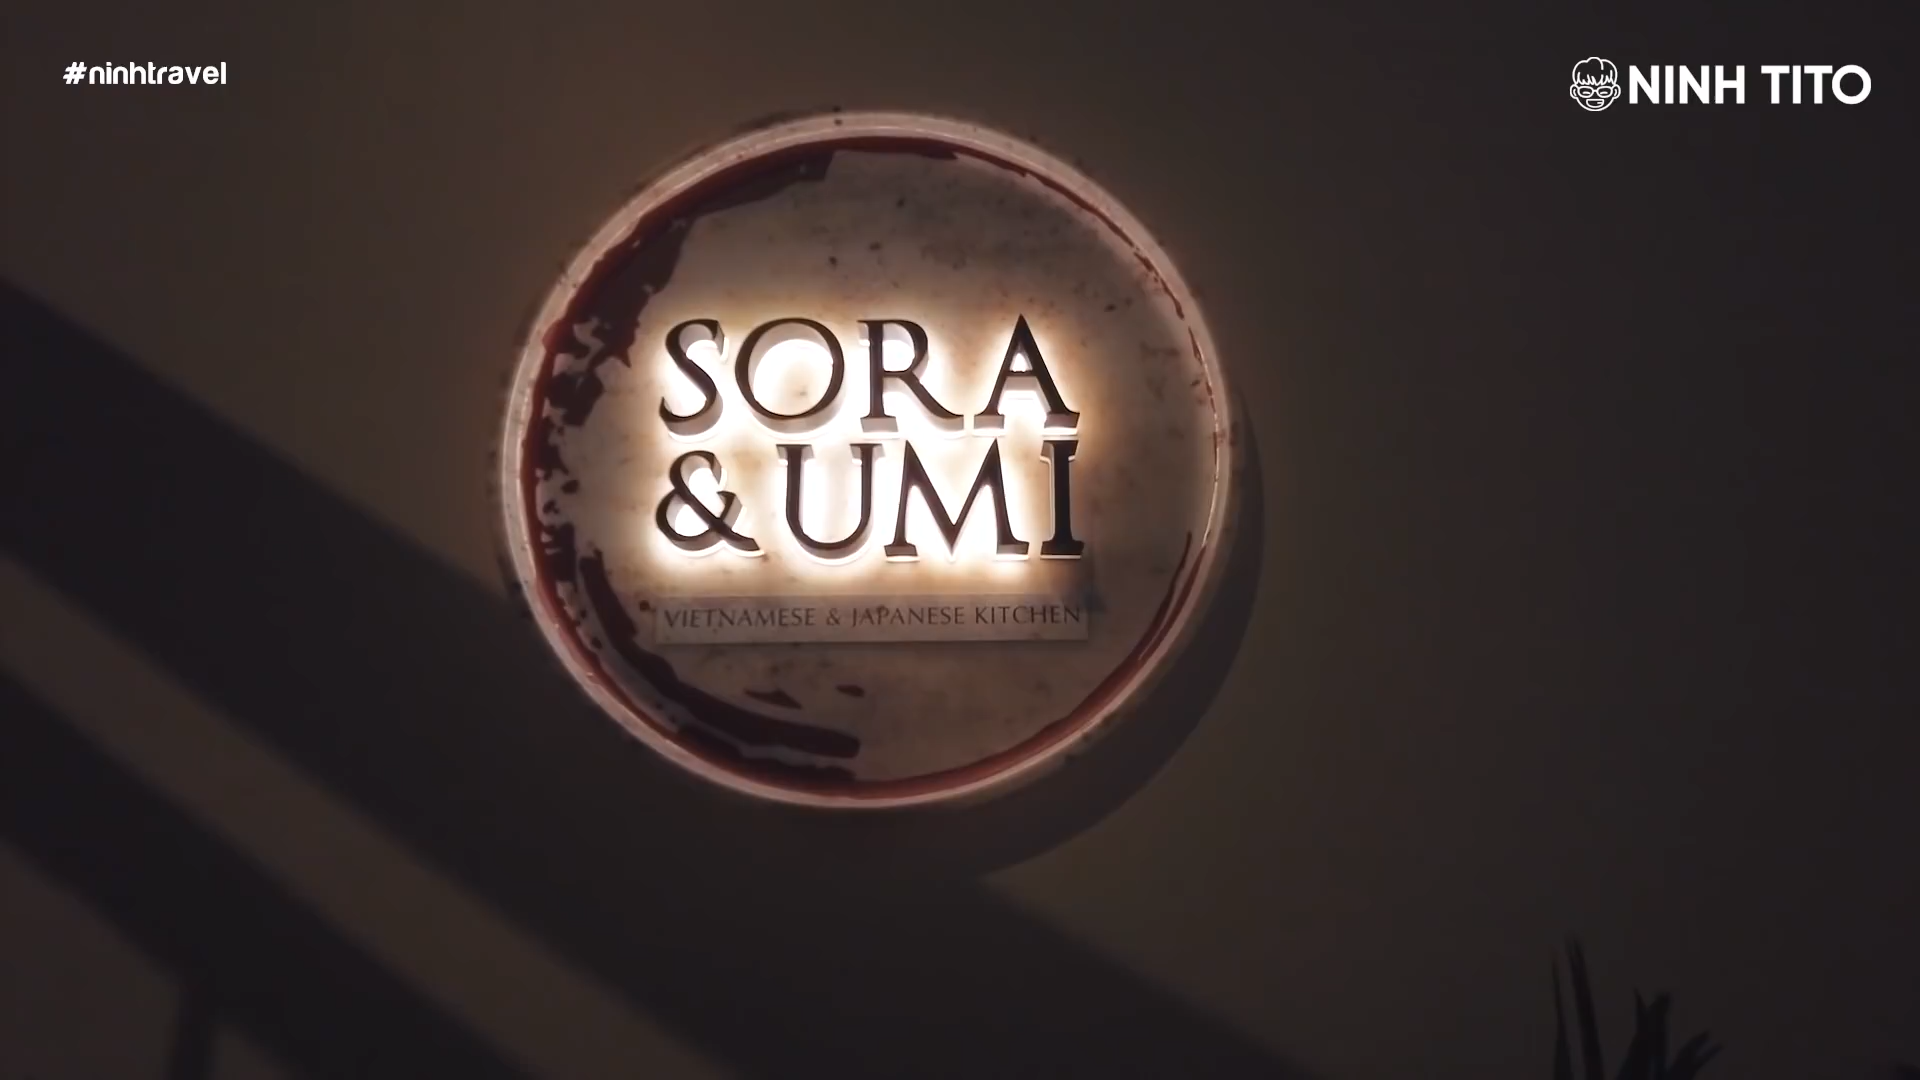 #ninhtravel
NINH TITO
SORA
& UMI
VIETNAMESE & JAPANESE KITCHEN